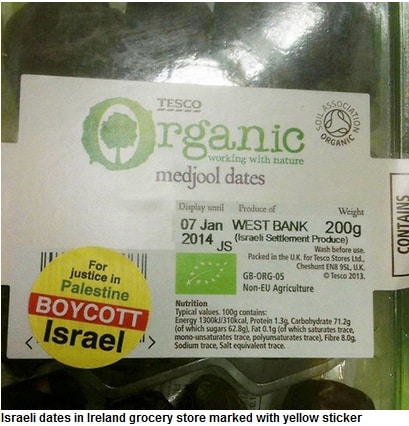 TESCO
Organic
working with nature
medjool dates
SOIL ASSOCIATION
ORGANIC
Display until Produce of Weight
07 Jan WEST BANK 200g
2014 JS (Israeli Settlement Produce)
Wash before use.
Packed in the U.K. for Tesco Stores Ltd.,
Cheshunt EN8 9SL, U.K.
© Tesco 2013.
GB-ORG-05
Non-EU Agriculture
Nutrition
Typical values. 100g contains:
Energy 1300kJ/310kcal, Protein 1.3g, Carbohydrate 71.2g
(of which sugars 62.8g), Fat 0.1g (of which saturates trace,
mono-unsaturates trace, polyunsaturates trace), Fibre 8.0g,
Sodium trace, Salt equivalent trace.
CONTAINS
For
justice in
Palestine
BOYCOTT
Israel
Israeli dates in Ireland grocery store marked with yellow sticker